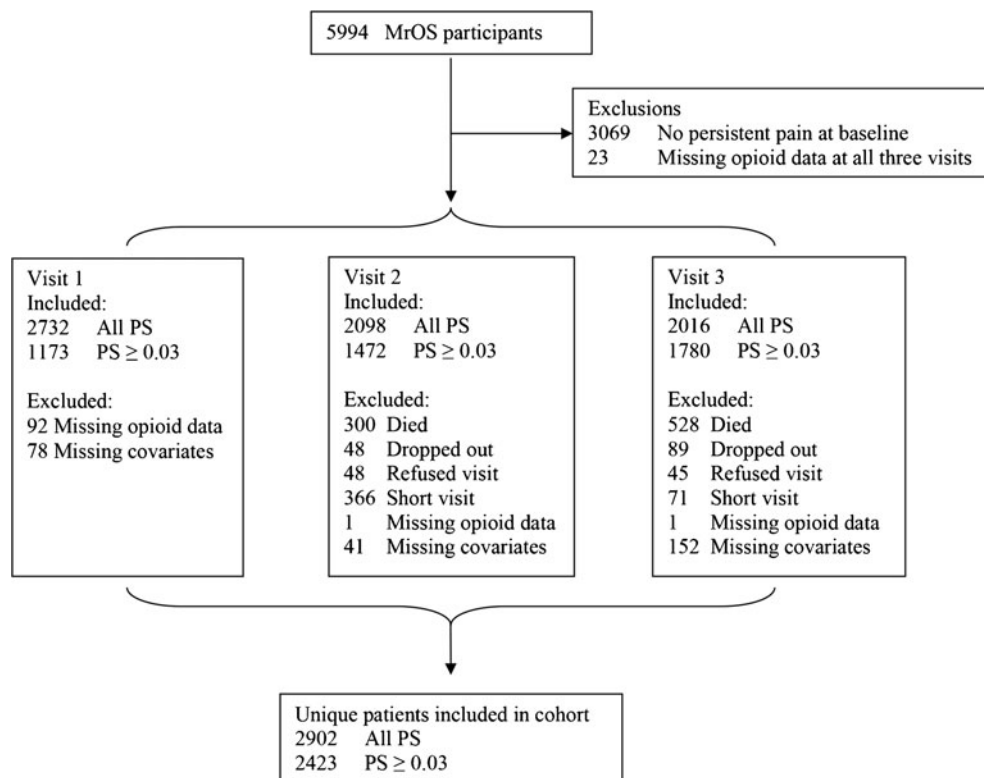 5994 MrOS participants
Exclusions
3069 No persistent pain at baseline
23 Missing opioid data at all three visits
Visit 1
Included:
2732 All PS
1173 PS ≥ 0.03
Excluded:
92 Missing opioid data
78 Missing covariates
Visit 2
Included:
2098 All PS
1472 PS ≥ 0.03
Excluded:
300 Died
48 Dropped out
48 Refused visit
366 Short visit
1 Missing opioid data
41 Missing covariates
Visit 3
Included:
2016 All PS
1780 PS ≥ 0.03
Excluded:
528 Died
89 Dropped out
45 Refused visit
71 Short visit
1 Missing opioid data
152 Missing covariates
Unique patients included in cohort
2902 All PS
2423 PS ≥ 0.03